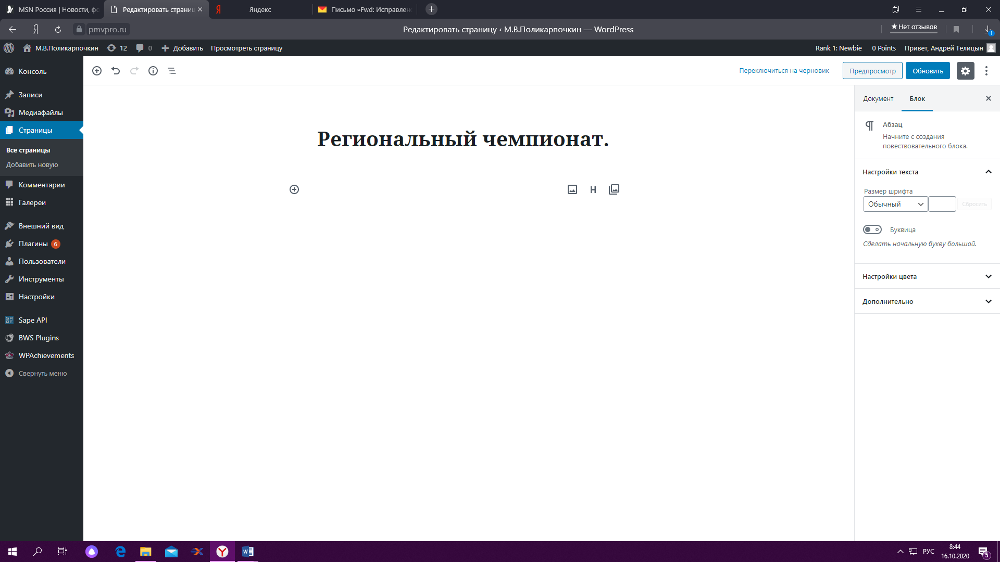 MSN Россия | Новости, фо
Редактировать страниц
Я
Яндекс
Письмо «Fwd: Исправлен
Я
pmvpro.ru
Редактировать страницу ‹ М.В.Поликарпочкин — WordPress
★Нет отзывов
1
М.В.Поликарпочкин
12
0
Добавить
Просмотреть страницу
Rank 1: Newbie
0 Points
Привет, Андрей Телицын
Консоль
Записи
Медиафайлы
Страницы
Все страницы
Добавить новую
Комментарии
Галереи
Внешний вид
Плагины 6
Пользователи
Инструменты
Настройки
SAPE
Sape API
BWS Plugins
WPAchievements
Свернуть меню
Переключиться на черновик
Предпросмотр
Обновить
Региональный чемпионат.
H
Документ
Блок
Абзац
Начните с создания
повествовательного блока.
Настройки текста
Размер шрифта
Обычный
Сбросить
Буквица
Сделать начальную букву большой.
Настройки цвета
Дополнительно
РУС
8:44
16.10.2020
5